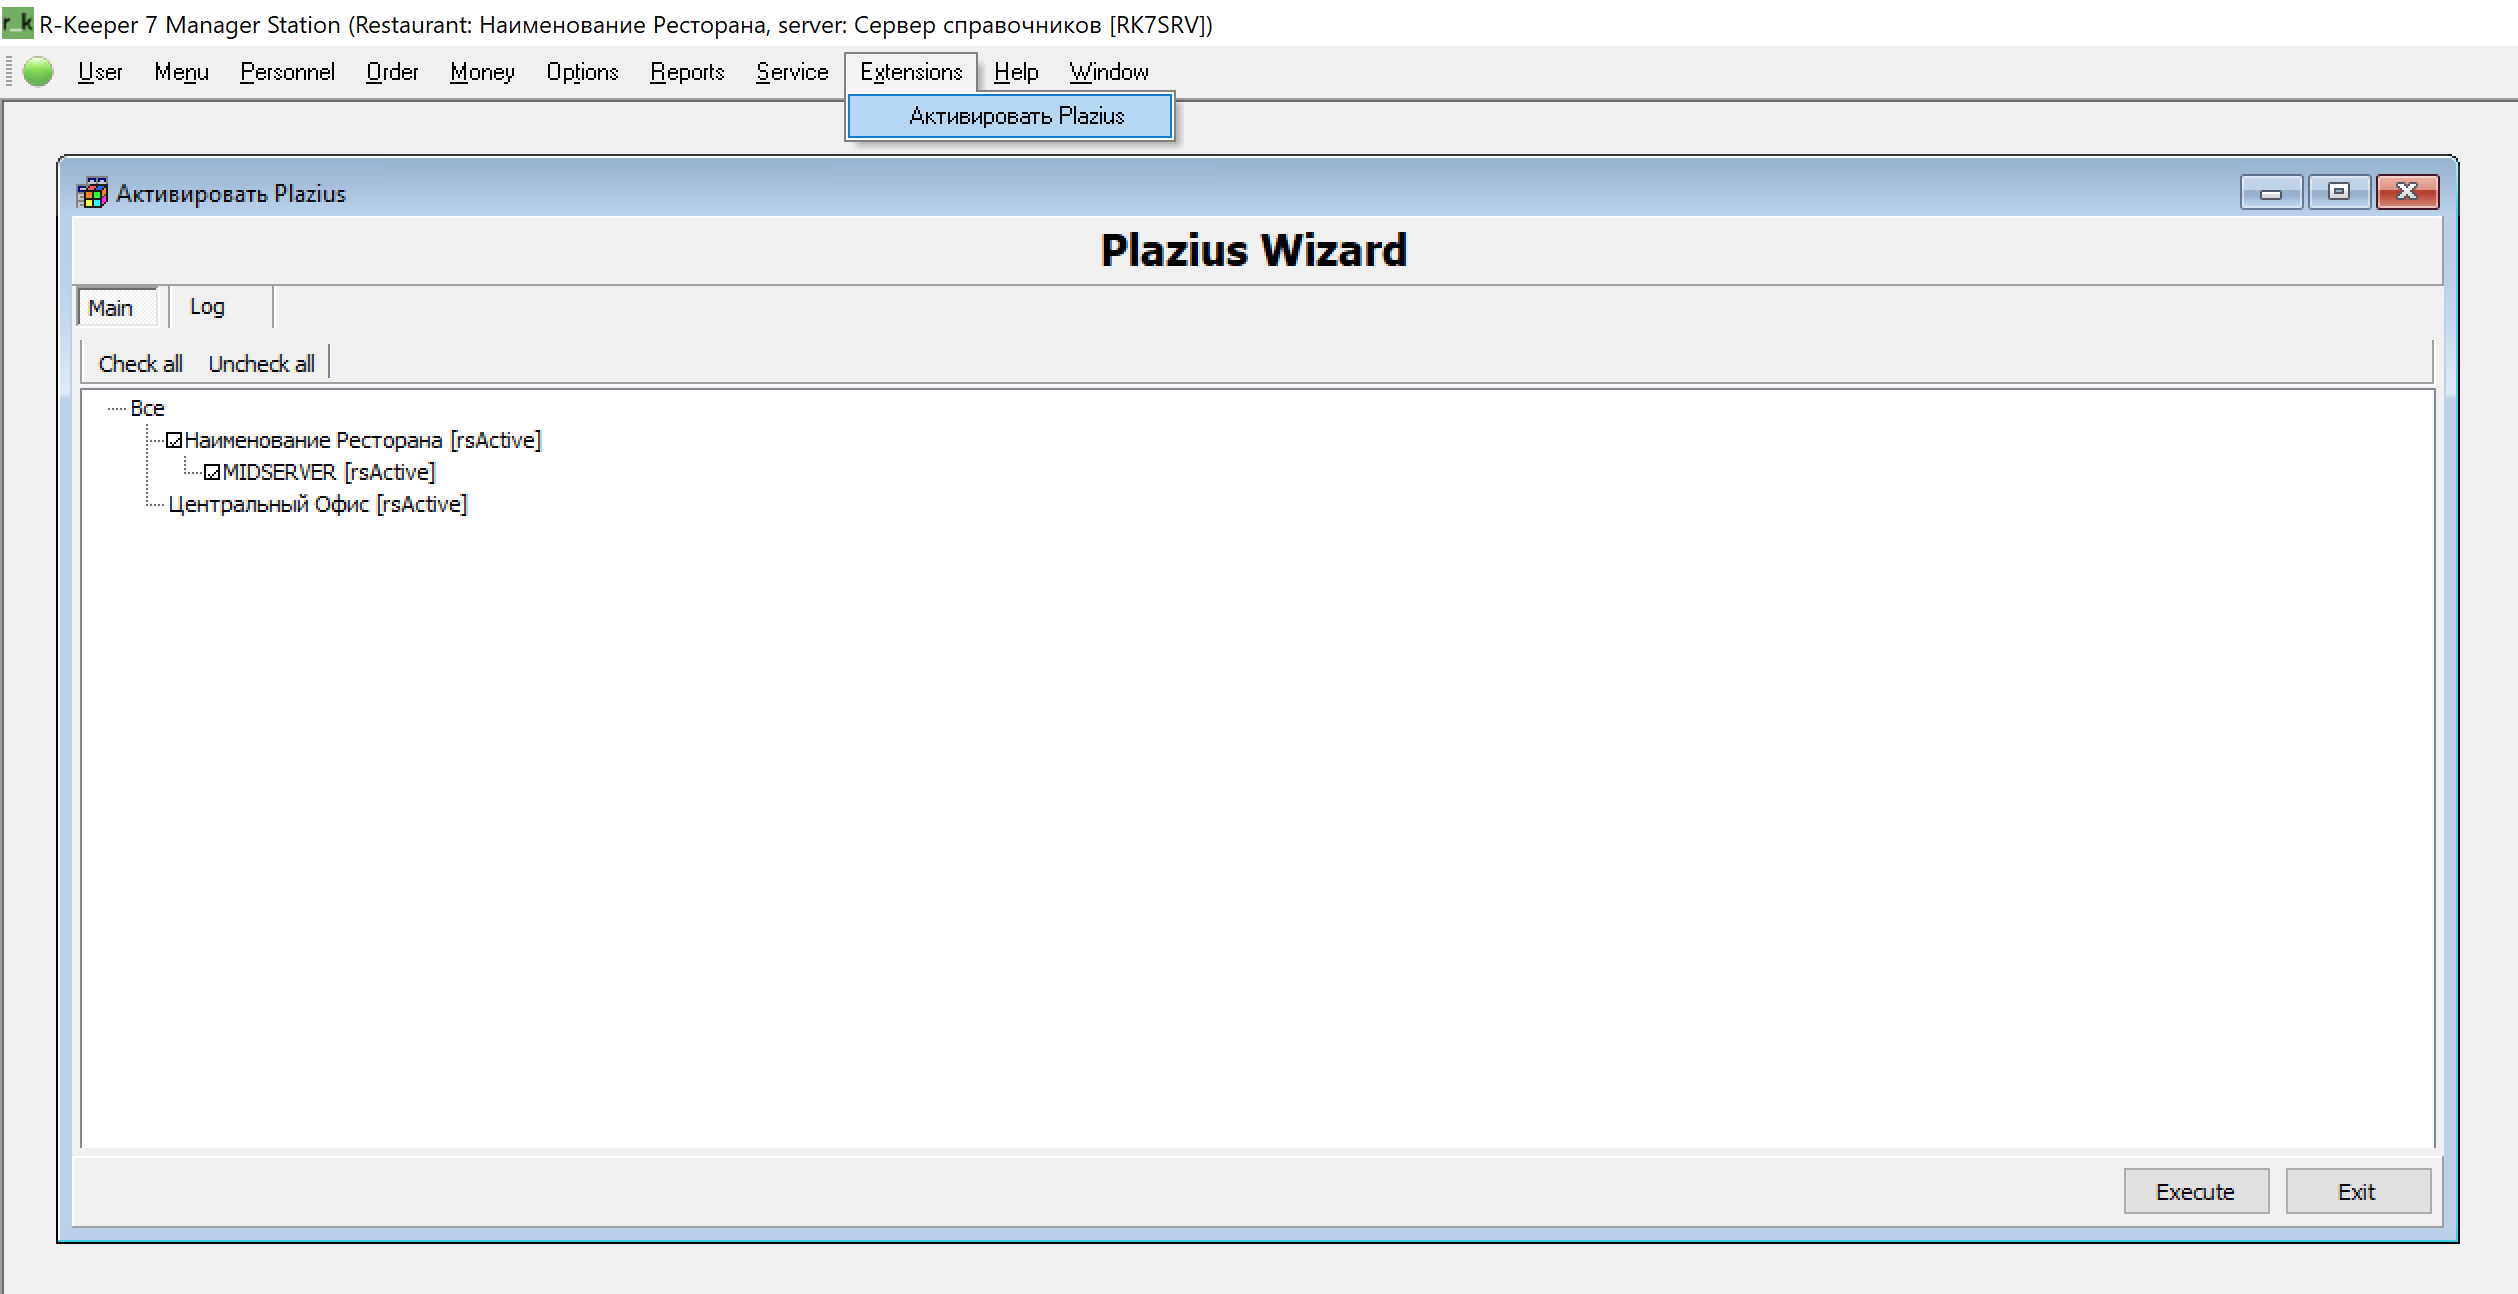 r_k R-Keeper 7 Manager Station (Restaurant: Наименование Ресторана, server: Сервер справочников [RK7SRV])
User Menu Personnel Order Money Options Reports Service Extensions Help Window
Активировать Plazius
Активировать Plazius
Plazius Wizard
Main Log
Check all Uncheck all
Все
Наименование Ресторана [rsActive]
MIDSERVER [rsActive]
Центральный Офис [rsActive]
Execute Exit